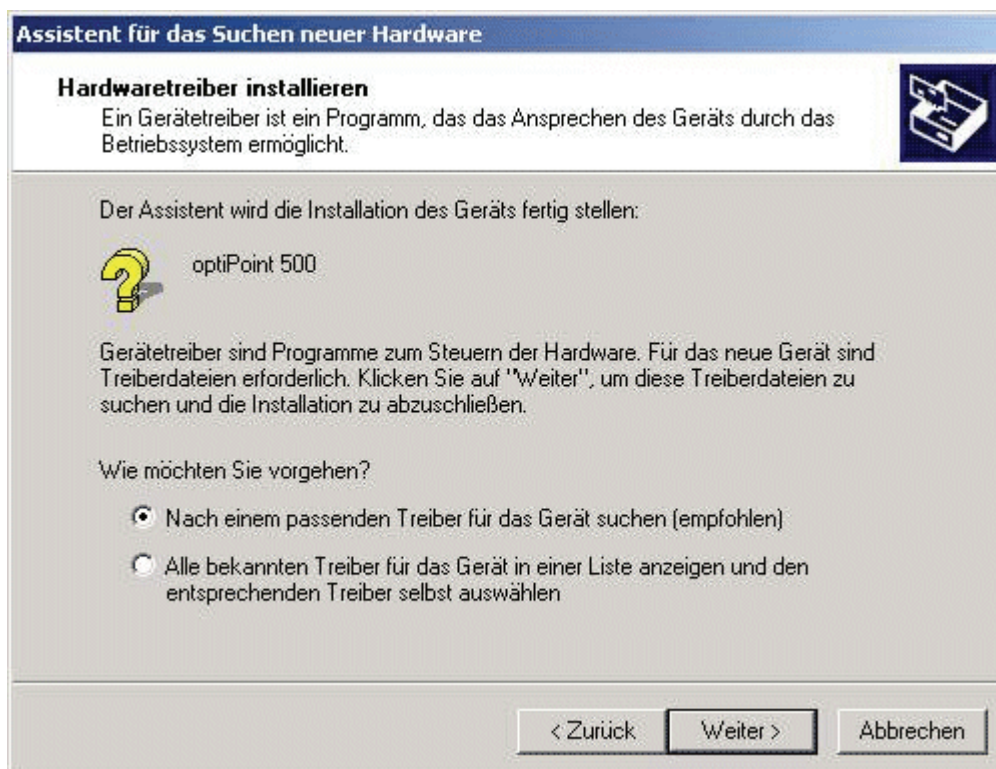 Assistent für das Suchen neuer Hardware
Hardwaretreiber installieren
Ein Gerätetreiber ist ein Programm, das das Ansprechen des Geräts durch das
Betriebssystem ermöglicht.
Der Assistent wird die Installation des Geräts fertig stellen:
optiPoint 500
Gerätetreiber sind Programme zum Steuern der Hardware. Für das neue Gerät sind
Treiberdateien erforderlich. Klicken Sie auf "Weiter", um diese Treiberdateien zu
suchen und die Installation zu abzuschließen.
Wie möchten Sie vorgehen?
Nach einem passenden Treiber für das Gerät suchen (empfohlen)
Alle bekannten Treiber für das Gerät in einer Liste anzeigen und den
entsprechenden Treiber selbst auswählen
< Zurück Weiter > Abbrechen